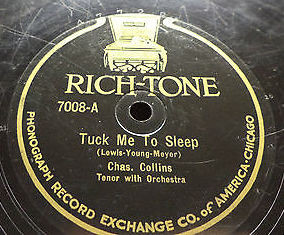 RICH-TONE
7008-A
Tuck Me To Sleep
(Lewis-Young-Meyer)
Chas. Collins
Tenor with Orchestra
PHONOGRAPH RECORD EXCHANGE CO. of AMERICA-CHICAGO